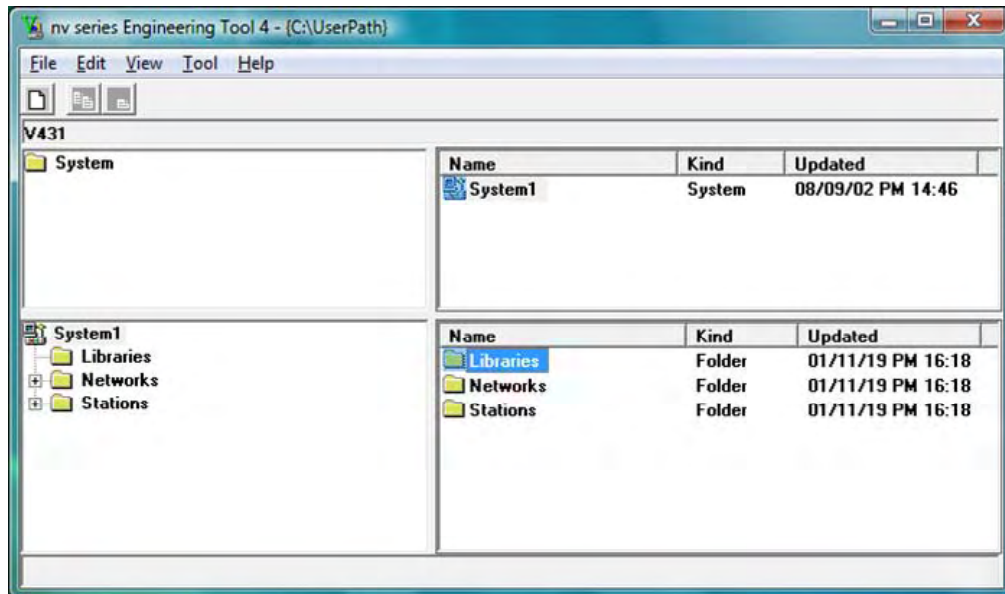 nv series Engineering Tool 4 - {C:\UserPath}
File Edit View Tool Help
V431
System
Name Kind Updated
System1 System 08/09/02 PM 14:46
System1
Libraries
Networks
Stations
Name Kind Updated
Libraries Folder 01/11/19 PM 16:18
Networks Folder 01/11/19 PM 16:18
Stations Folder 01/11/19 PM 16:18